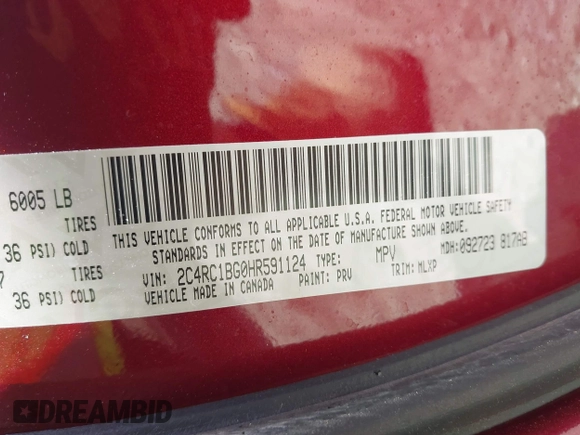 6005 LB
TIRES
36 PSI) COLD
TIRES
36 PSI) COLD
THIS VEHICLE CONFORMS TO ALL APPLICABLE U.S.A. FEDERAL MOTOR VEHICLE SAFETY
STANDARDS IN EFFECT ON THE DATE OF MANUFACTURE SHOWN ABOVE.
VIN: 2C4RC1BG0HR591124 TYPE: MPV MDH:092723 817AB
VEHICLE MADE IN CANADA PAINT: PRV TRIM: MLXP
DREAMBID